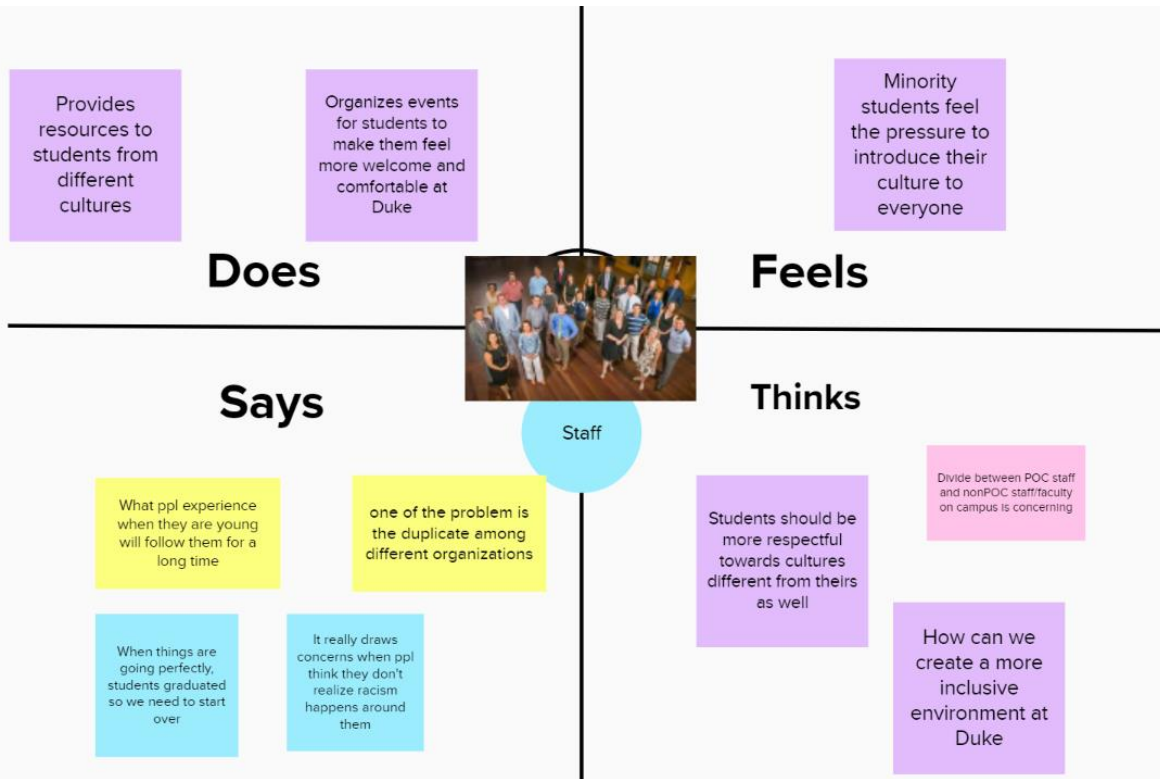 Provides
resources to
students from
different
cultures
Organizes events
for students to
make them feel
more welcome and
comfortable at
Duke
Does
Minority
students feel
the pressure to
introduce their
culture to
everyone
Feels
Staff
Says
What ppl experience
when they are young
will follow them for a
long time
one of the problem is
the duplicate among
different organizations
When things are
going perfectly,
students graduated
so we need to start
over
It really draws
concerns when ppl
think they don't
realize racism
happens around
them
Thinks
Students should be
more respectful
towards cultures
different from theirs
as well
Divide between POC staff
and nonPOC staff/faculty
on campus is concerning
How can we
create a more
inclusive
environment at
Duke